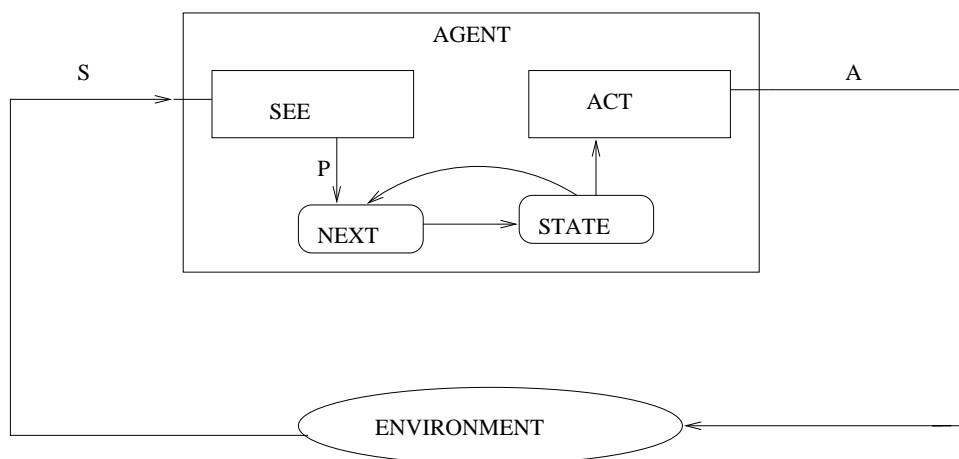 AGENT
S
A
SEE
ACT
P
NEXT
STATE
ENVIRONMENT